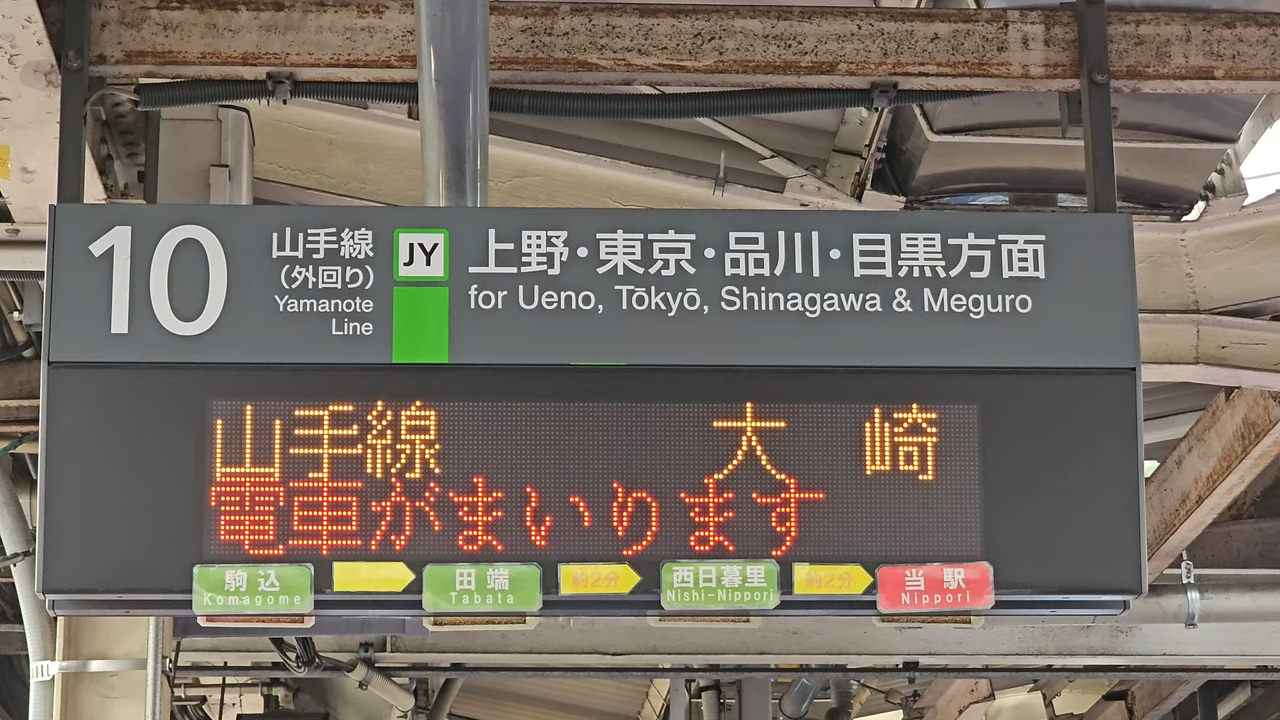 10
山手線
(外回り)
Yamanote
Line
JY
上野・東京・品川・目黒方面
for Ueno, Tōkyō, Shinagawa & Meguro
山手線 大崎
電車がまいります
駒込 田端 約2分 西日暮里 約2分 当駅
Komagome Tabata Nishi-Nippori Nippori